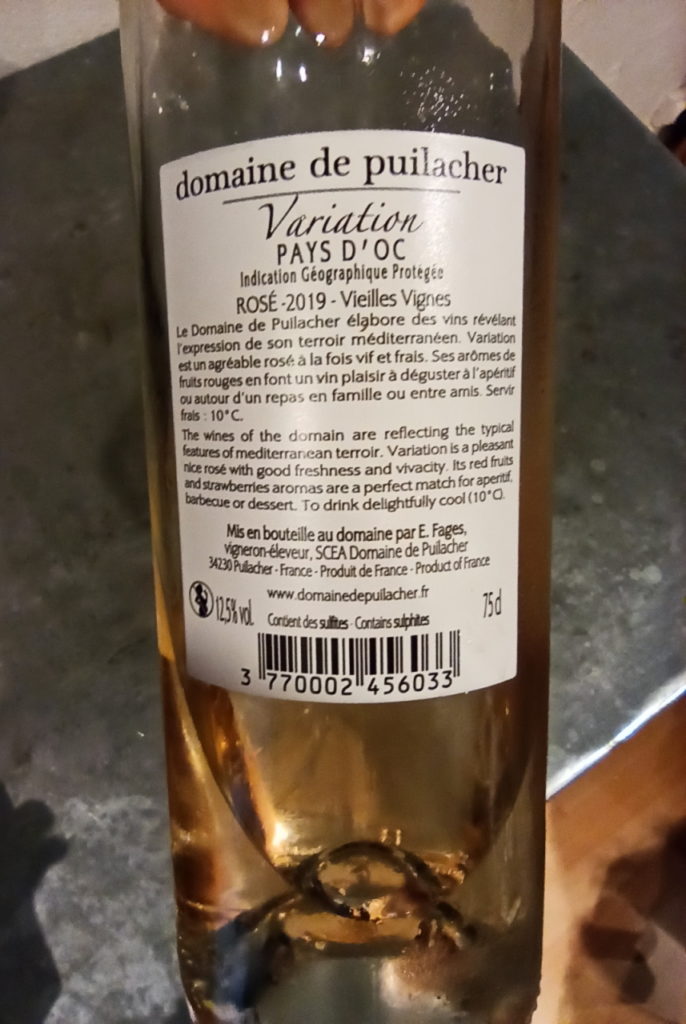 domaine de puilacher
Variation
PAYS D'OC
Indication Géographique Protégée
ROSÉ -2019 - Vieilles Vignes
Le Domaine de Puilacher élabore des vins révélant
l'expression de son terroir méditerranéen. Variation
est un agréable rosé à la fois vif et frais. Ses arômes de
fruits rouges en font un vin plaisir à déguster à l'apéritif
ou autour d'un repas en famille ou entre amis. Servir
frais : 10°C.
The wines of the domain are reflecting the typical
features of mediterranean terroir. Variation is a pleasant
nice rosé with good freshness and vivacity. Its red fruits
and strawberries aromas are a perfect match for aperitif,
barbecue or dessert. To drink delightfully cool (10°C).
Mis en bouteille au domaine par E. Fages,
vigneron-éleveur, SCEA Domaine de Puilacher
34230 Puilacher - France - Produit de France - Product of France
www.domainedepuilacher.fr
12,5% vol. Contient des sulfites - Contains sulphites 75cl
3 770002 456033